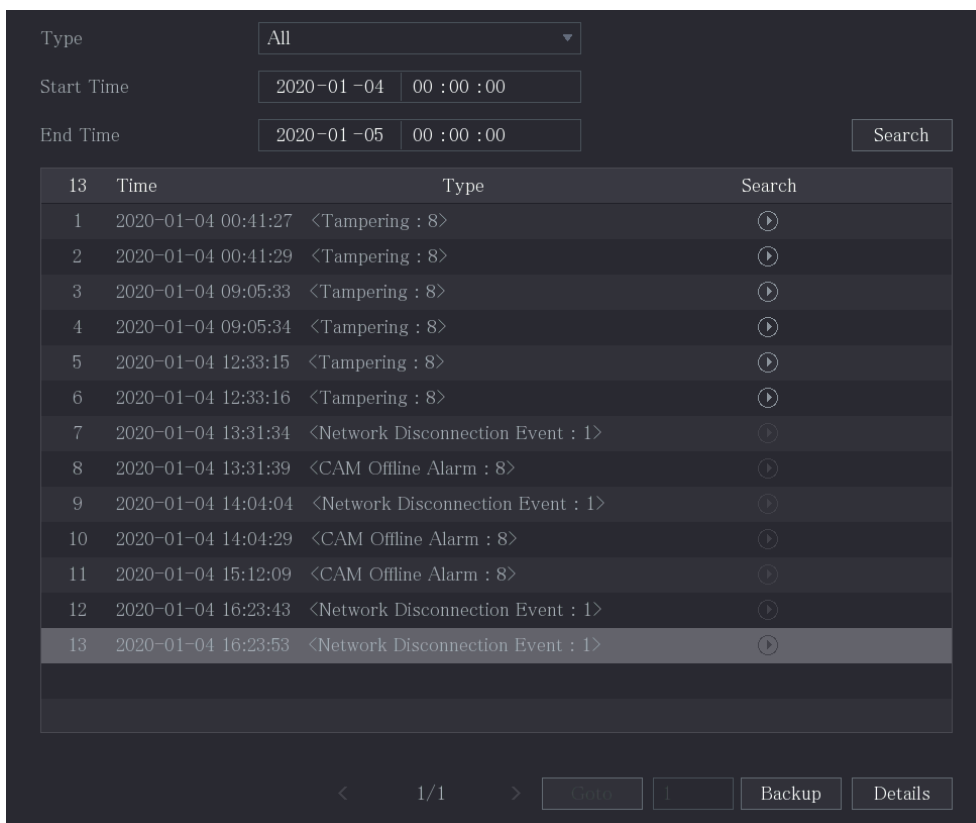 Type All
Start Time 2020-01-04 00:00:00
End Time 2020-01-05 00:00:00
Search
13 Time Type Search
1 2020-01-04 00:41:27 <Tampering : 8>
2 2020-01-04 00:41:29 <Tampering : 8>
3 2020-01-04 09:05:33 <Tampering : 8>
4 2020-01-04 09:05:34 <Tampering : 8>
5 2020-01-04 12:33:15 <Tampering : 8>
6 2020-01-04 12:33:16 <Tampering : 8>
7 2020-01-04 13:31:34 <Network Disconnection Event : 1>
8 2020-01-04 13:31:39 <CAM Offline Alarm : 8>
9 2020-01-04 14:04:04 <Network Disconnection Event : 1>
10 2020-01-04 14:04:29 <CAM Offline Alarm : 8>
11 2020-01-04 15:12:09 <CAM Offline Alarm : 8>
12 2020-01-04 16:23:43 <Network Disconnection Event : 1>
13 2020-01-04 16:23:53 <Network Disconnection Event : 1>
< 1/1 > Goto 1 Backup Details